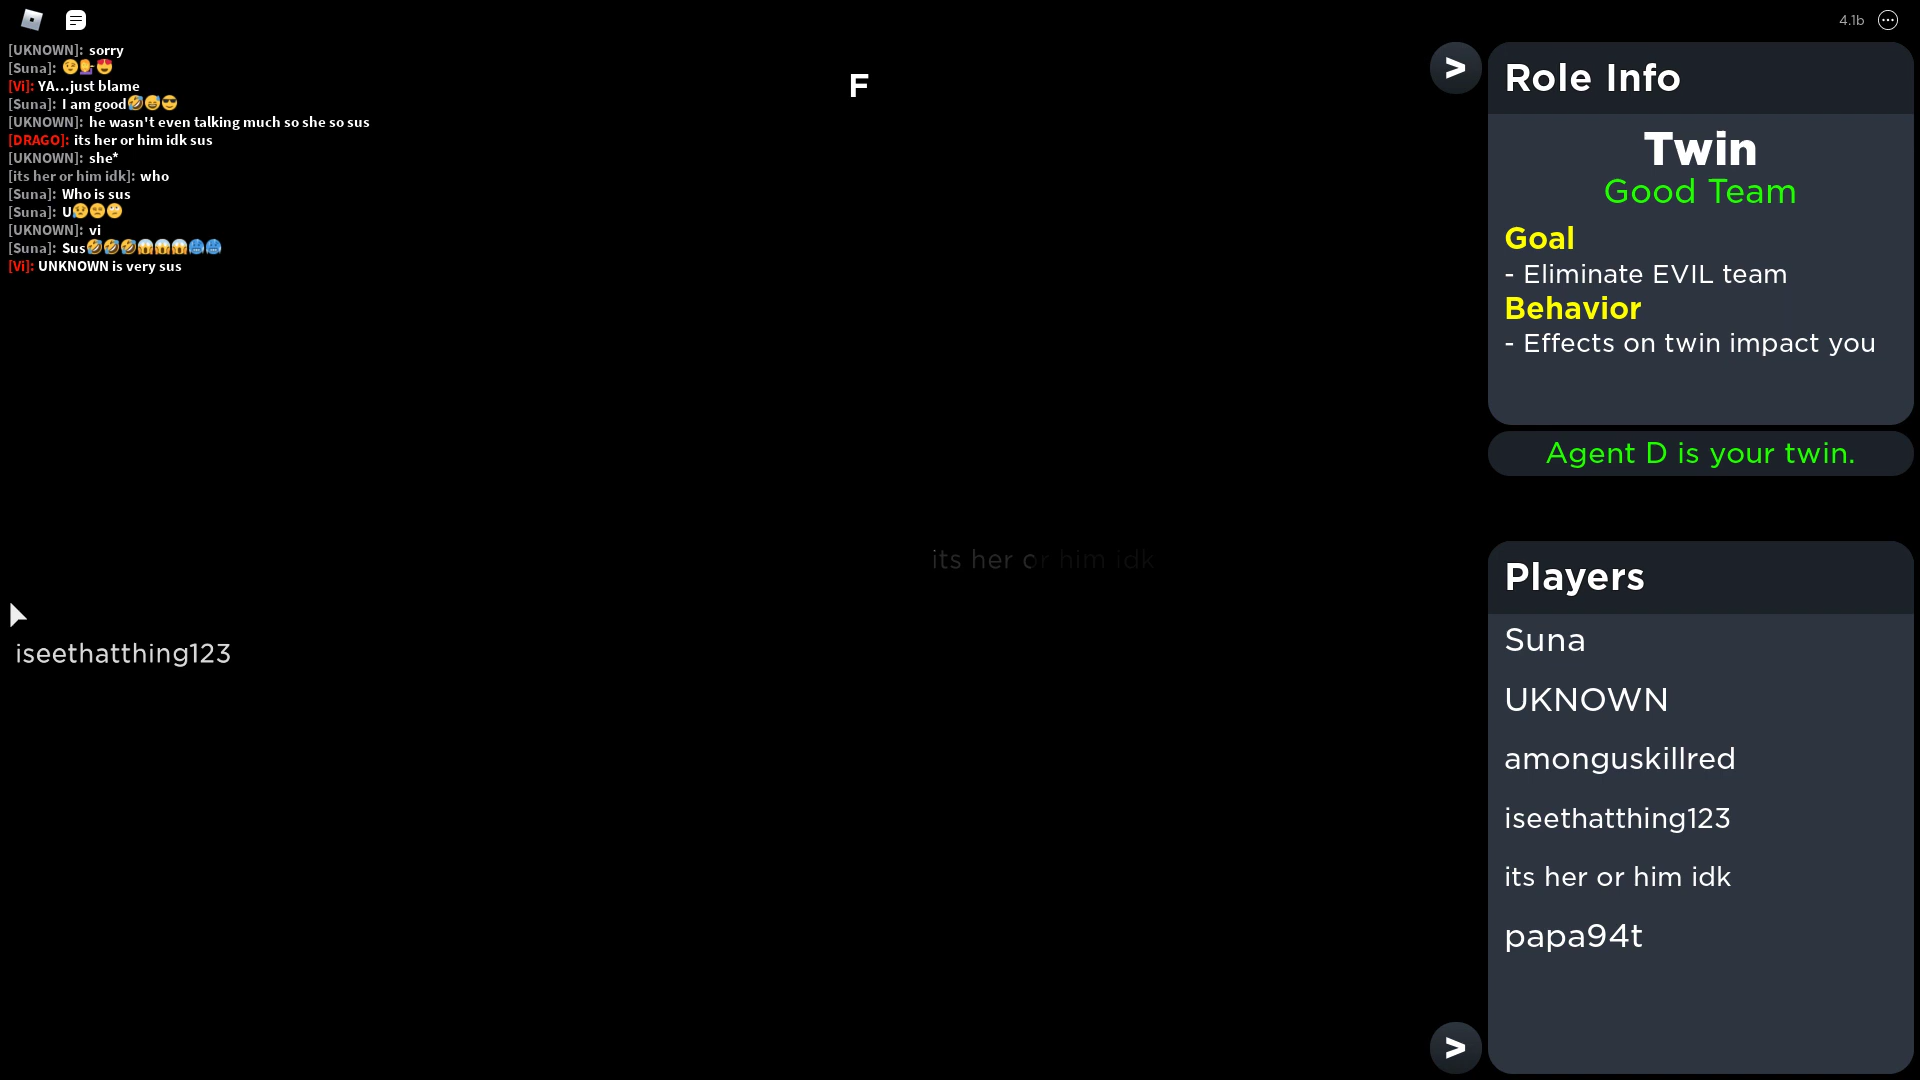 4.1b
[UKNOWN]: sorry
[Suna]: 😔💁😍
[Vi]: YA...just blame
[Suna]: I am good🤣😅😎
[UKNOWN]: he wasn't even talking much so she so sus
[DRAGO]: its her or him idk sus
[UKNOWN]: she*
[its her or him idk]: who
[Suna]: Who is sus
[Suna]: U
[UKNOWN]: vi
[Suna]: Sus🤣🤣🤣😱😱😱🥶🥶
[Vi]: UNKNOWN is very sus
F
>
Role Info
Twin
Good Team
Goal
- Eliminate EVIL team
Behavior
- Effects on twin impact you
Agent D is your twin.
its her or him idk
iseethatthing123
Players
Suna
UKNOWN
amonguskillred
iseethatthing123
its her or him idk
papa94t
>